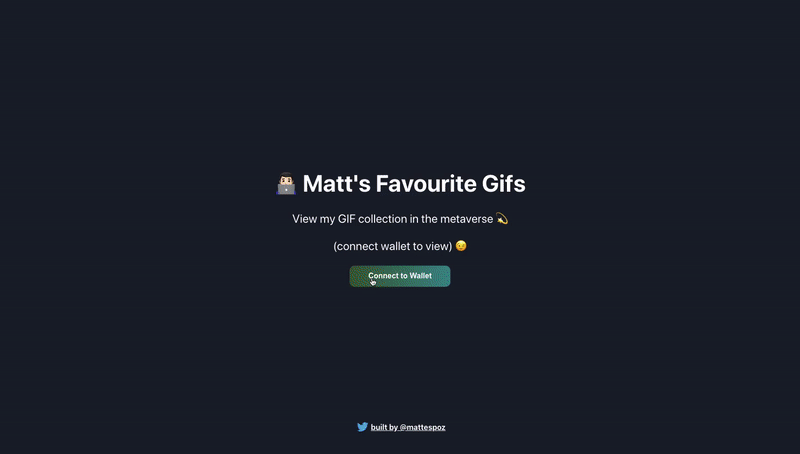 Matt's Favourite Gifs
View my GIF collection in the metaverse
(connect wallet to view)
Connect to Wallet
built by @mattespoz